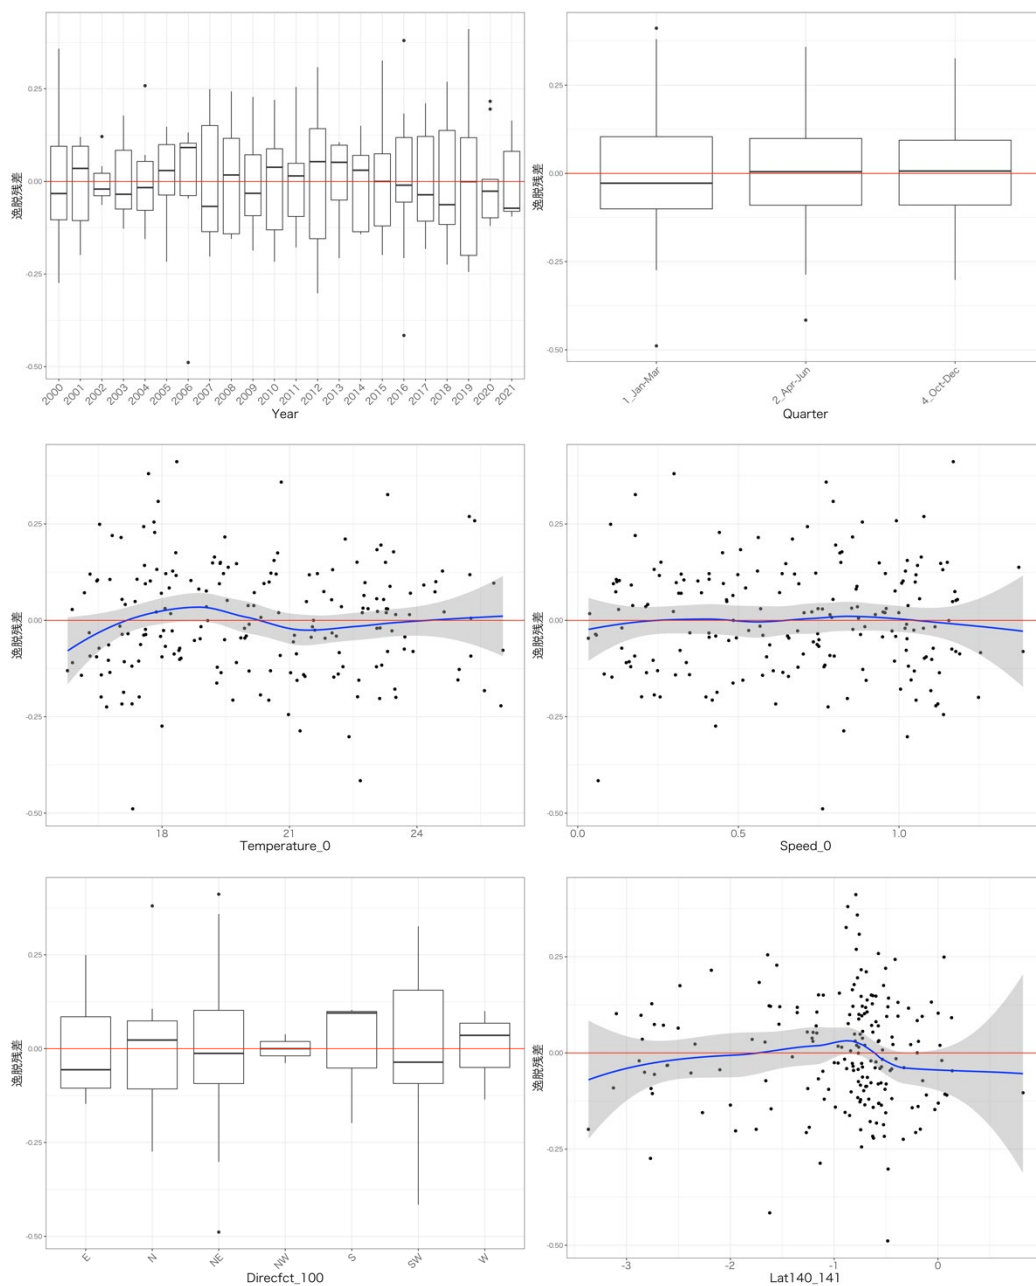 0.25
0.00
-0.25
-0.50
逸脱残差
2000
2001
2002
2003
2004
2005
2006
2007
2008
2009
2010
2011
2012
2013
2014
2015
2016
2017
2018
2019
2020
2021
Year
0.25
0.00
-0.25
-0.50
逸脱残差
1_Jan-Mar
2_Apr-Jun
4_Oct-Dec
Quarter
0.25
0.00
-0.25
-0.50
逸脱残差
18
21
24
Temperature_0
0.25
0.00
-0.25
-0.50
逸脱残差
0.0
0.5
1.0
Speed_0
0.25
0.00
-0.25
-0.50
逸脱残差
E
N
NE
NW
S
SW
W
Direcfct_100
0.25
0.00
-0.25
-0.50
逸脱残差
-3
-2
-1
0
Lat140_141